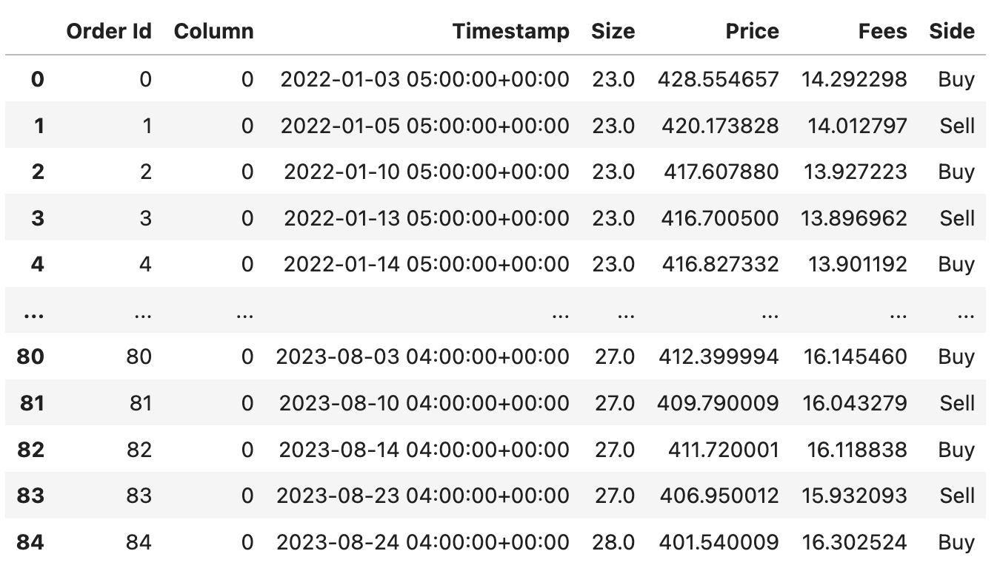 Order Id Column Timestamp Size Price Fees Side
0 0 0 2022-01-03 05:00:00+00:00 23.0 428.554657 14.292298 Buy
1 1 0 2022-01-05 05:00:00+00:00 23.0 420.173828 14.012797 Sell
2 2 0 2022-01-10 05:00:00+00:00 23.0 417.607880 13.927223 Buy
3 3 0 2022-01-13 05:00:00+00:00 23.0 416.700500 13.896962 Sell
4 4 0 2022-01-14 05:00:00+00:00 23.0 416.827332 13.901192 Buy
... ... ... ... ... ... ... ...
80 80 0 2023-08-03 04:00:00+00:00 27.0 412.399994 16.145460 Buy
81 81 0 2023-08-10 04:00:00+00:00 27.0 409.790009 16.043279 Sell
82 82 0 2023-08-14 04:00:00+00:00 27.0 411.720001 16.118838 Buy
83 83 0 2023-08-23 04:00:00+00:00 27.0 406.950012 15.932093 Sell
84 84 0 2023-08-24 04:00:00+00:00 28.0 401.540009 16.302524 Buy